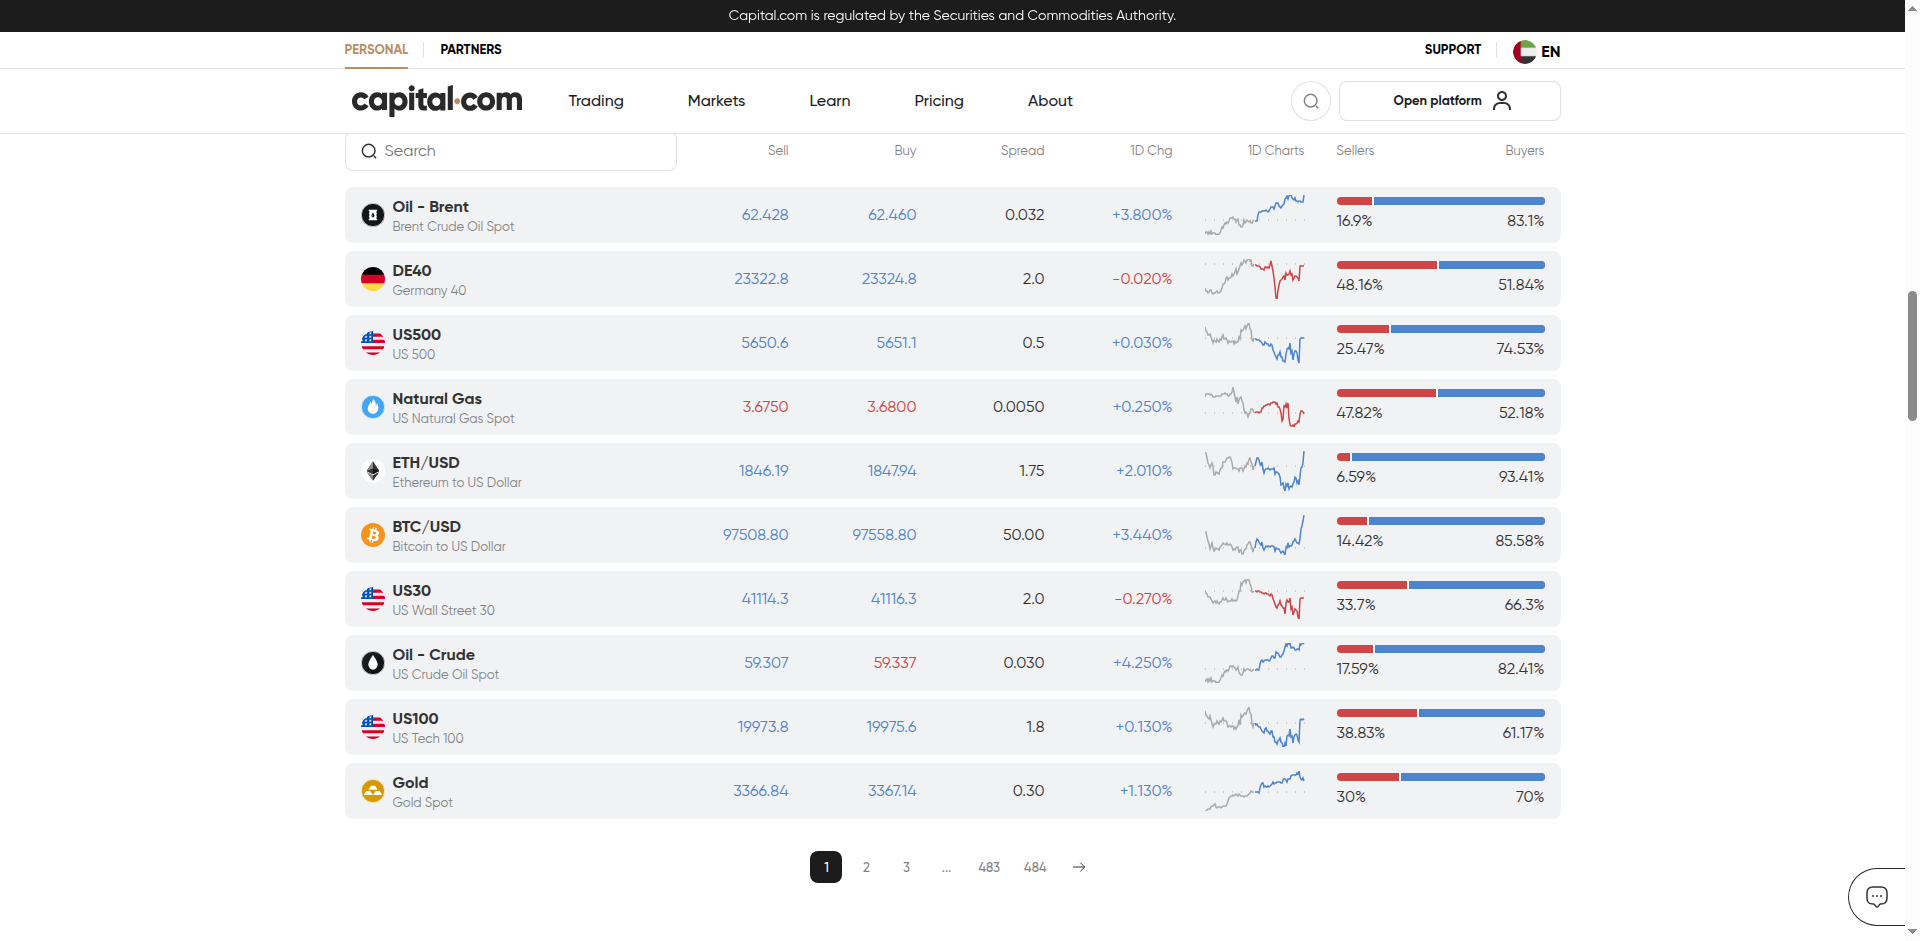 Capital.com is regulated by the Securities and Commodities Authority.
PERSONAL PARTNERS SUPPORT EN
capital.com Trading Markets Learn Pricing About Open platform
Search Sell Buy Spread 1D Chg 1D Charts Sellers Buyers
Oil - Brent
Brent Crude Oil Spot
62.428 62.460 0.032 +3.800% 16.9% 83.1%
DE40
Germany 40
23322.8 23324.8 2.0 -0.020% 48.16% 51.84%
US500
US 500
5650.6 5651.1 0.5 +0.030% 25.47% 74.53%
Natural Gas
US Natural Gas Spot
3.6750 3.6800 0.0050 +0.250% 47.82% 52.18%
ETH/USD
Ethereum to US Dollar
1846.19 1847.94 1.75 +2.010% 6.59% 93.41%
BTC/USD
Bitcoin to US Dollar
97508.80 97558.80 50.00 +3.440% 14.42% 85.58%
US30
US Wall Street 30
41114.3 41116.3 2.0 -0.270% 33.7% 66.3%
Oil - Crude
US Crude Oil Spot
59.307 59.337 0.030 +4.250% 17.59% 82.41%
US100
US Tech 100
19973.8 19975.6 1.8 +0.130% 38.83% 61.17%
Gold
Gold Spot
3366.84 3367.14 0.30 +1.130% 30% 70%
1 2 3 ... 483 484